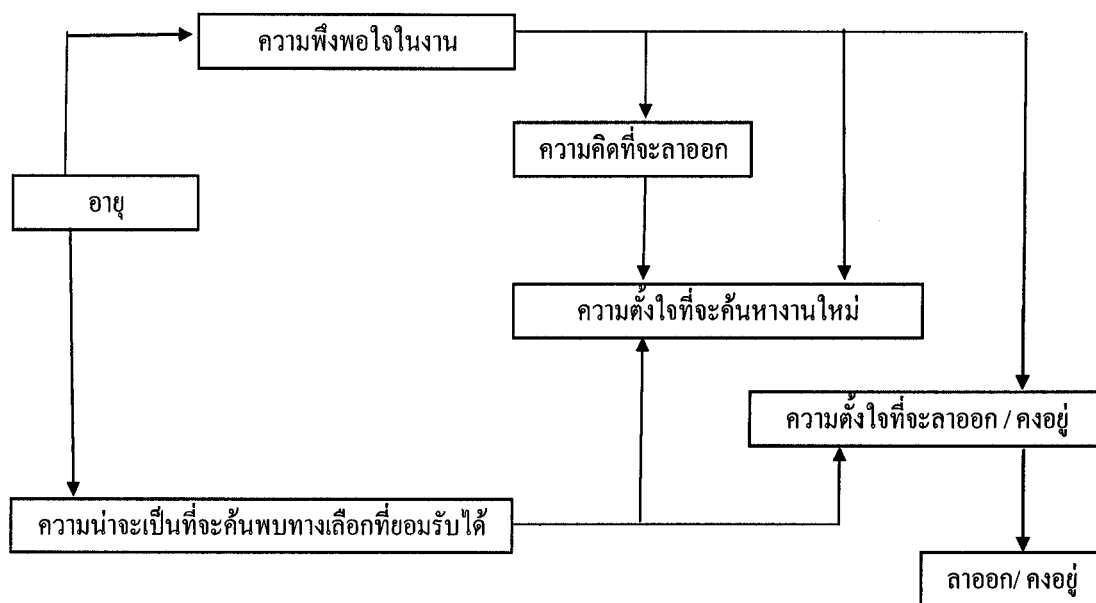 ความพึงพอใจในงาน
ความคิดที่จะลาออก
อายุ
ความตั้งใจที่จะค้นหางานใหม่
ความตั้งใจที่จะลาออก / คงอยู่
ความน่าจะเป็นที่จะค้นพบทางเลือกที่ยอมรับได้
ลาออก/ คงอยู่